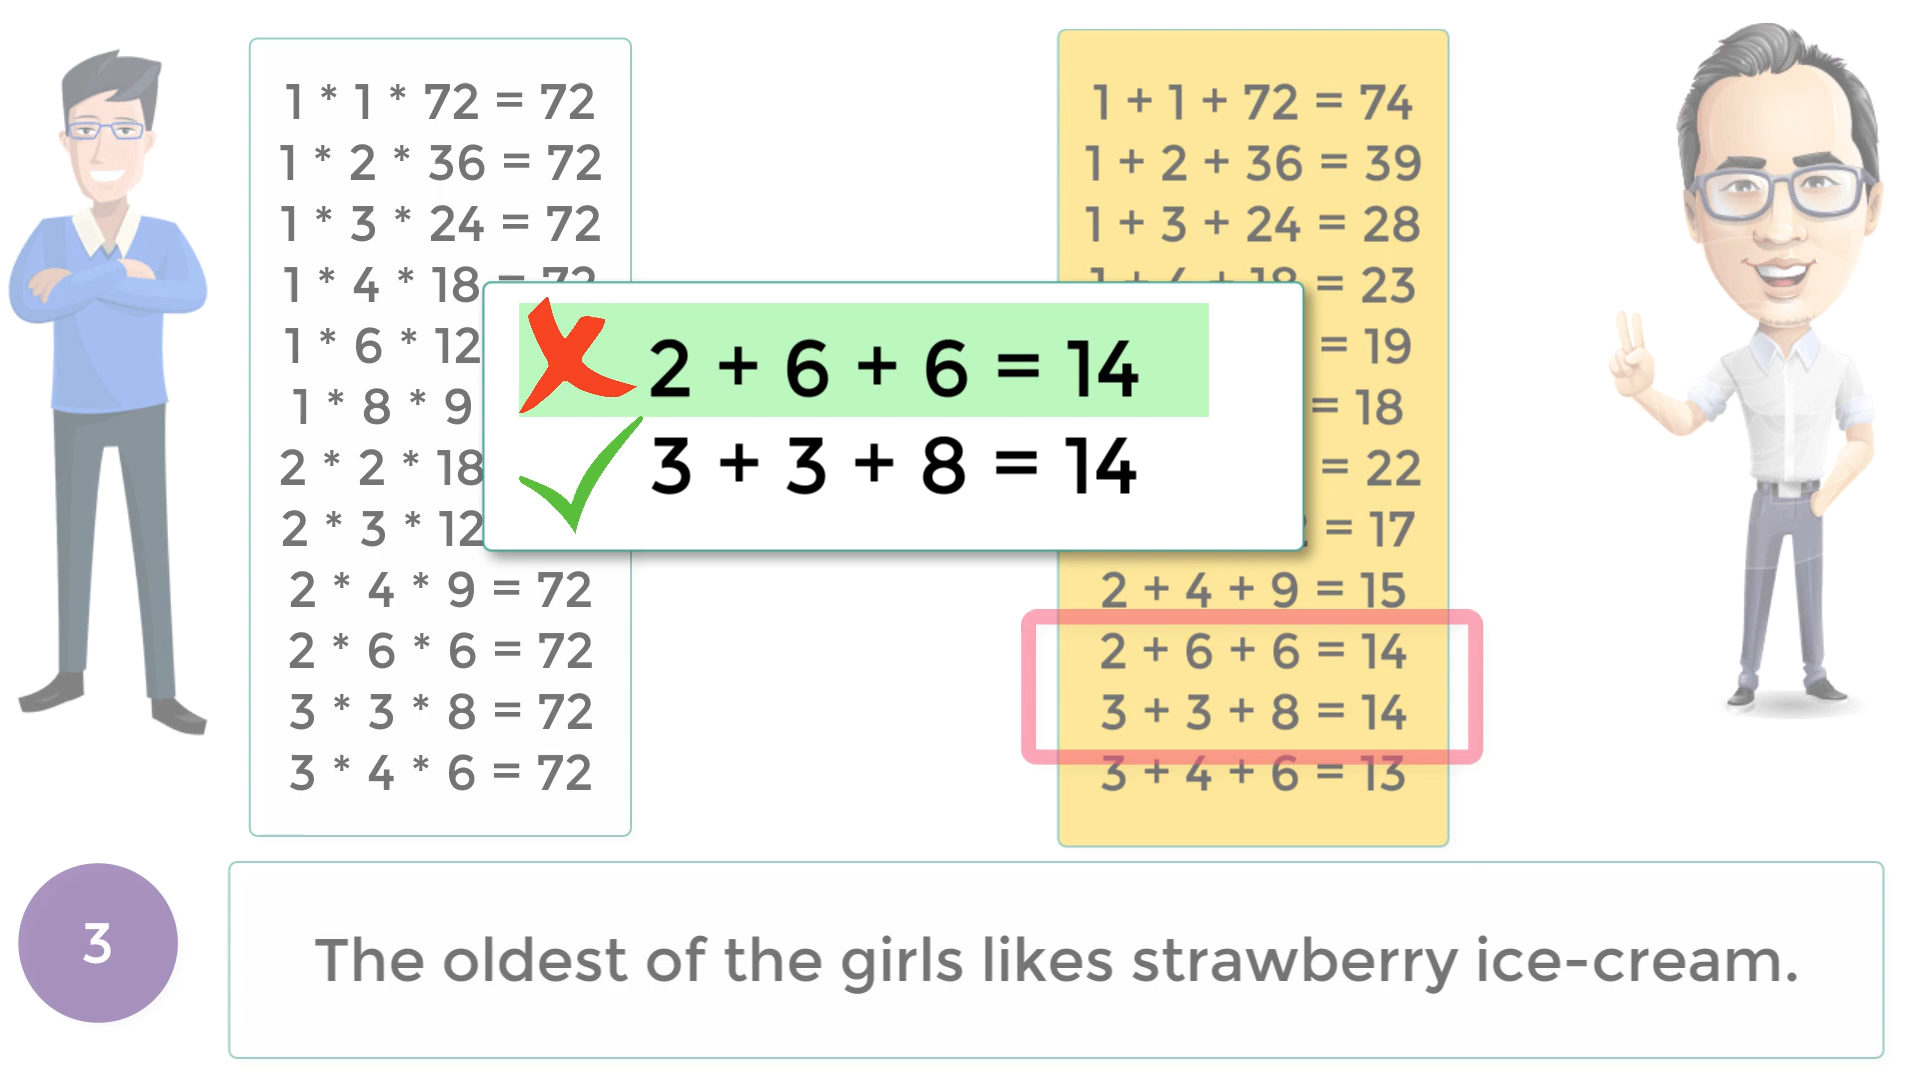 1 * 1 * 72 = 72
1 * 2 * 36 = 72
1 * 3 * 24 = 72
1 * 4 * 18 = 72
1 * 6 * 12
1 * 8 * 9
2 * 2 * 18
2 * 3 * 12
2 * 4 * 9 = 72
2 * 6 * 6 = 72
3 * 3 * 8 = 72
3 * 4 * 6 = 72
2 + 6 + 6 = 14
3 + 3 + 8 = 14
1 + 1 + 72 = 74
1 + 2 + 36 = 39
1 + 3 + 24 = 28
1 + 4 + 18 = 23
= 19
= 18
= 22
= 17
2 + 4 + 9 = 15
2 + 6 + 6 = 14
3 + 3 + 8 = 14
3 + 4 + 6 = 13
3
The oldest of the girls likes strawberry ice-cream.